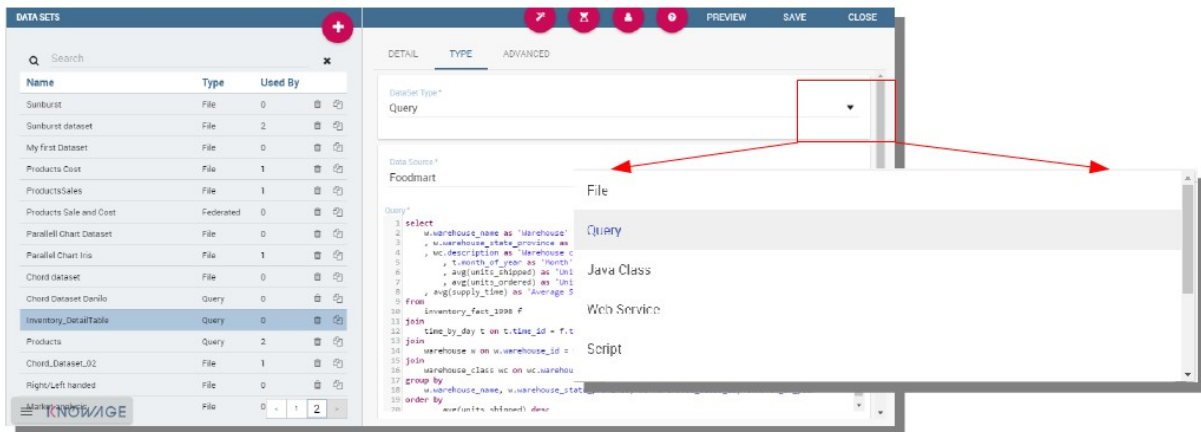 DATA SETS
PREVIEW SAVE CLOSE
Search
Name Type Used By
Sunburst File 0
Sunburst dataset File 2
My first Dataset File 0
Products Cost File 1
ProductsSales File 1
Products Sale and Cost Federated 0
Parallell Chart Dataset File 0
Parallel Chart Iris File 1
Chord dataset File 0
Chord Dataset Danilo Query 0
Inventory_DetailTable Query 0
Products Query 2
Chord_Dataset_02 File 1
Right/Left handed File 0
File 0
KNOWAGE
1 2
DETAIL TYPE ADVANCED
DataSet Type*
Query
Data Source*
Foodmart
Query*
1 select
2 w.warehouse_name as 'Warehouse'
3 , w.warehouse_state_province as
4 , wc.description as 'Warehouse
5 , t.month_of_year as 'Month'
6 , avg(units_shipped) as 'Uni
7 , avg(units_ordered) as 'Uni
8 , avg(supply_time) as 'Average S
9 from
10 inventory_fact_1998 f
11 join
12 time_by_day t on t.time_id = f.t
13 join
14 warehouse w on w.warehouse_id =
15 join
16 warehouse_class wc on wc.warehou
17 group by
18 w.warehouse_name, w.warehouse_stat
19 order by
20 avg(units_shipped) desc
File
Query
Java Class
Web Service
Script